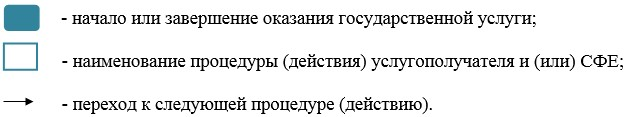 - начало или завершение оказания государственной услуги;
- наименование процедуры (действия) услугополучателя и (или) СФЕ;
- переход к следующей процедуре (действию).